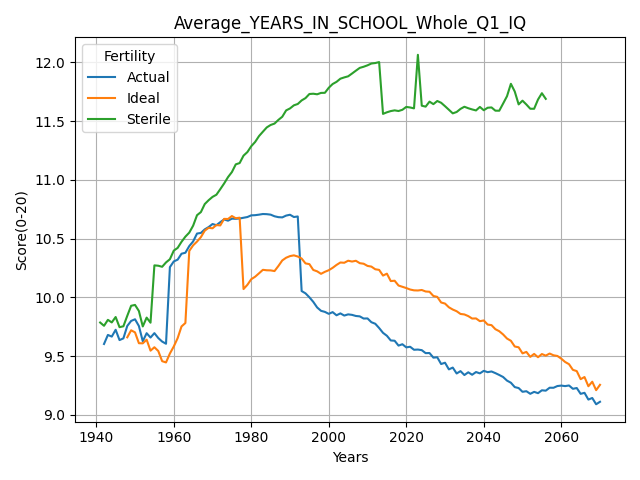 Average_YEARS_IN_SCHOOL_Whole_Q1_IQ
Fertility
Actual
Ideal
Sterile
Score(0-20)
12.0
11.5
11.0
10.5
10.0
9.5
9.0
1940 1960 1980 2000 2020 2040 2060
Years